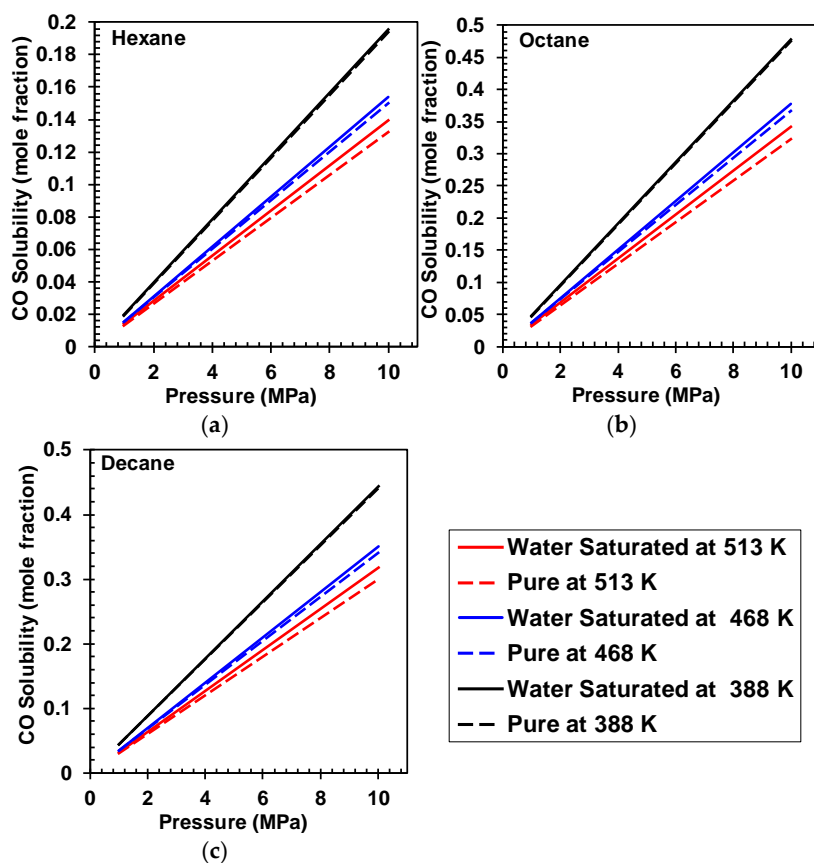 Hexane
CO Solubility (mole fraction)
0.2
0.18
0.16
0.14
0.12
0.1
0.08
0.06
0.04
0.02
0
0 2 4 6 8 10
Pressure (MPa)
(a)
Octane
CO Solubility (mole fraction)
0.5
0.45
0.4
0.35
0.3
0.25
0.2
0.15
0.1
0.05
0
0 2 4 6 8 10
Pressure (MPa)
(b)
Decane
CO Solubility (mole fraction)
0.5
0.4
0.3
0.2
0.1
0
0 2 4 6 8 10
Pressure (MPa)
(c)
Water Saturated at 513 K
Pure at 513 K
Water Saturated at 468 K
Pure at 468 K
Water Saturated at 388 K
Pure at 388 K